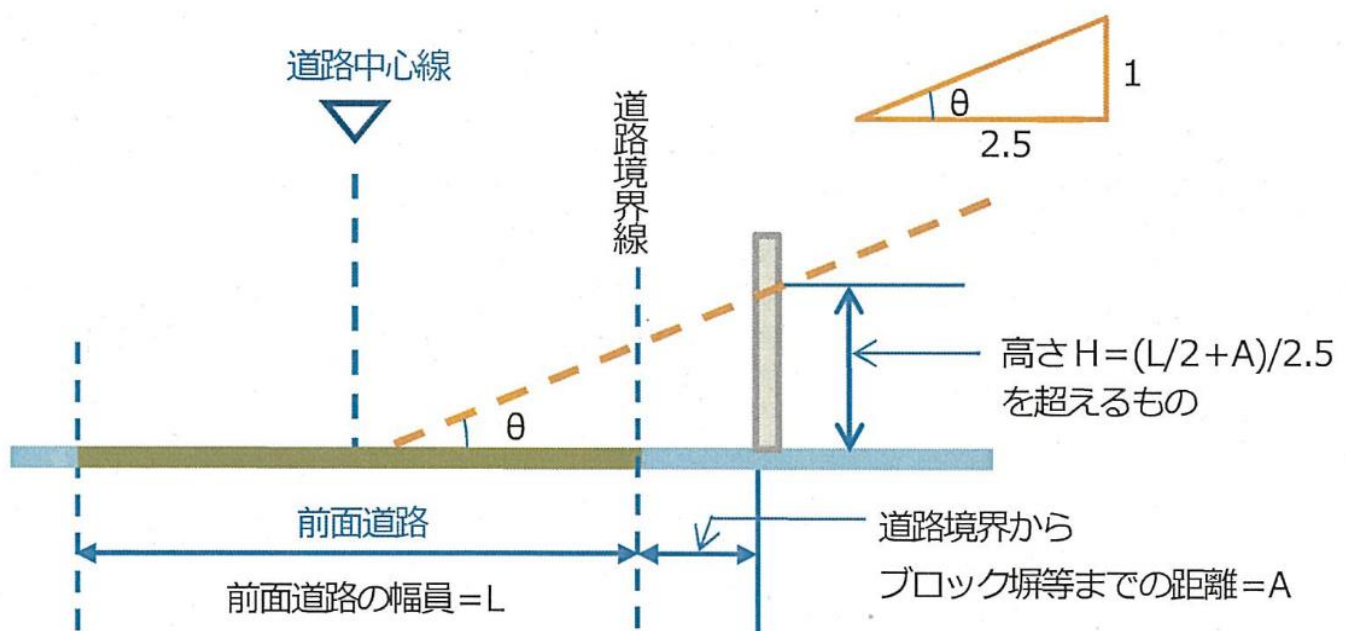 道路中心線
道路境界線
1
θ
2.5
θ
高さH=(L/2+A)/2.5
を超えるもの
前面道路
前面道路の幅員=L
道路境界から
ブロック塀等までの距離=A